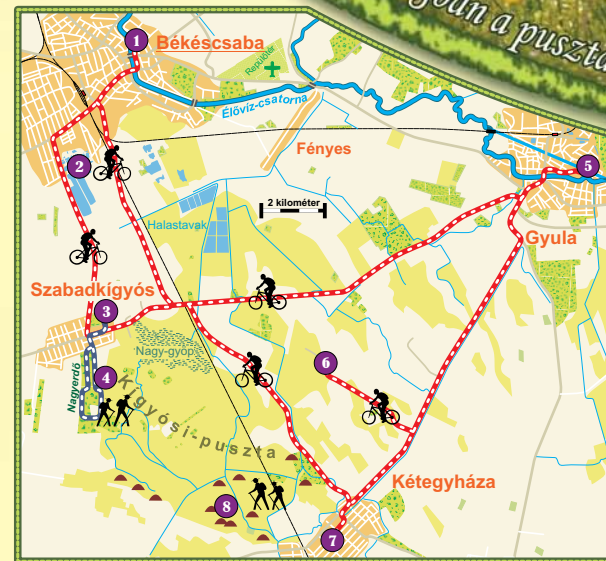 gyban a puszta
1
Békéscsaba
Repülőtér
Élővíz-csatorna
2 kilométer
Fényes
2
5
Gyula
Halastavak
Szabadkígyós
3
Nagy-gyöp
6
4
Nagyerdő
Kígyósi-puszta
Kétegyháza
8
7